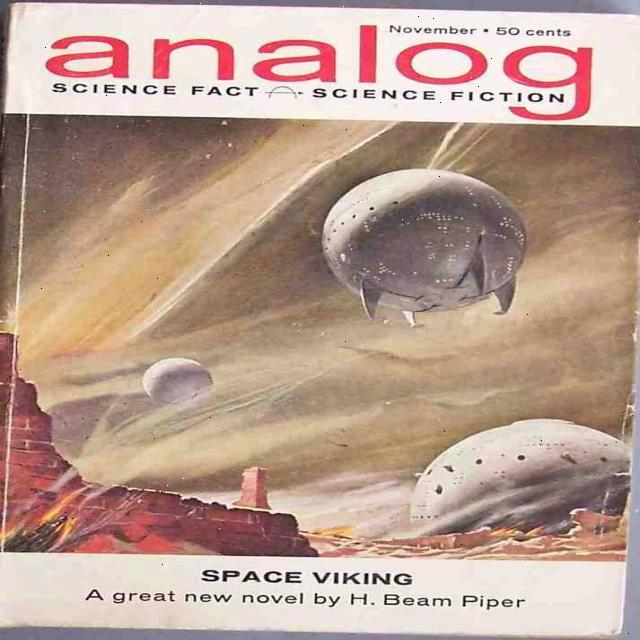 November • 50 cents
analog
SCIENCE FACT SCIENCE FICTION
SPACE VIKING
A great new novel by H. Beam Piper